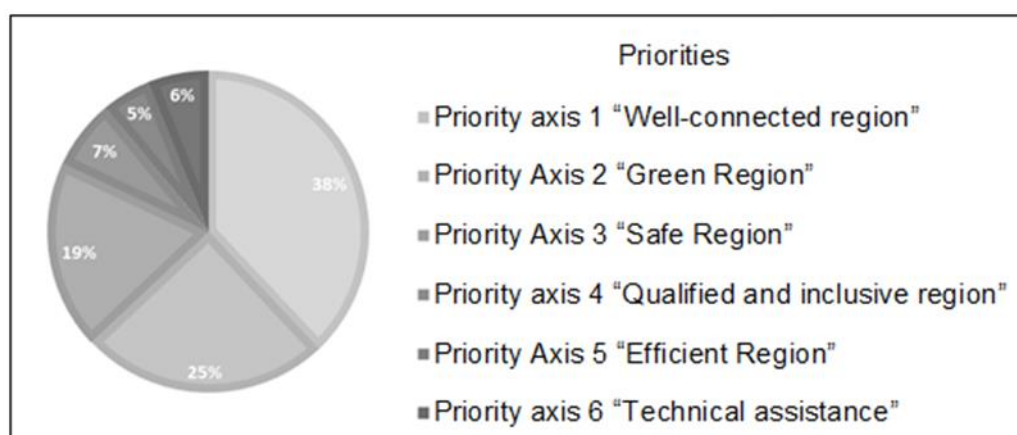 Priorities
6%
5%
7%
38%
19%
25%
Priority axis 1 “Well-connected region”
Priority Axis 2 “Green Region”
Priority Axis 3 “Safe Region”
Priority axis 4 “Qualified and inclusive region”
Priority Axis 5 “Efficient Region”
Priority axis 6 “Technical assistance”